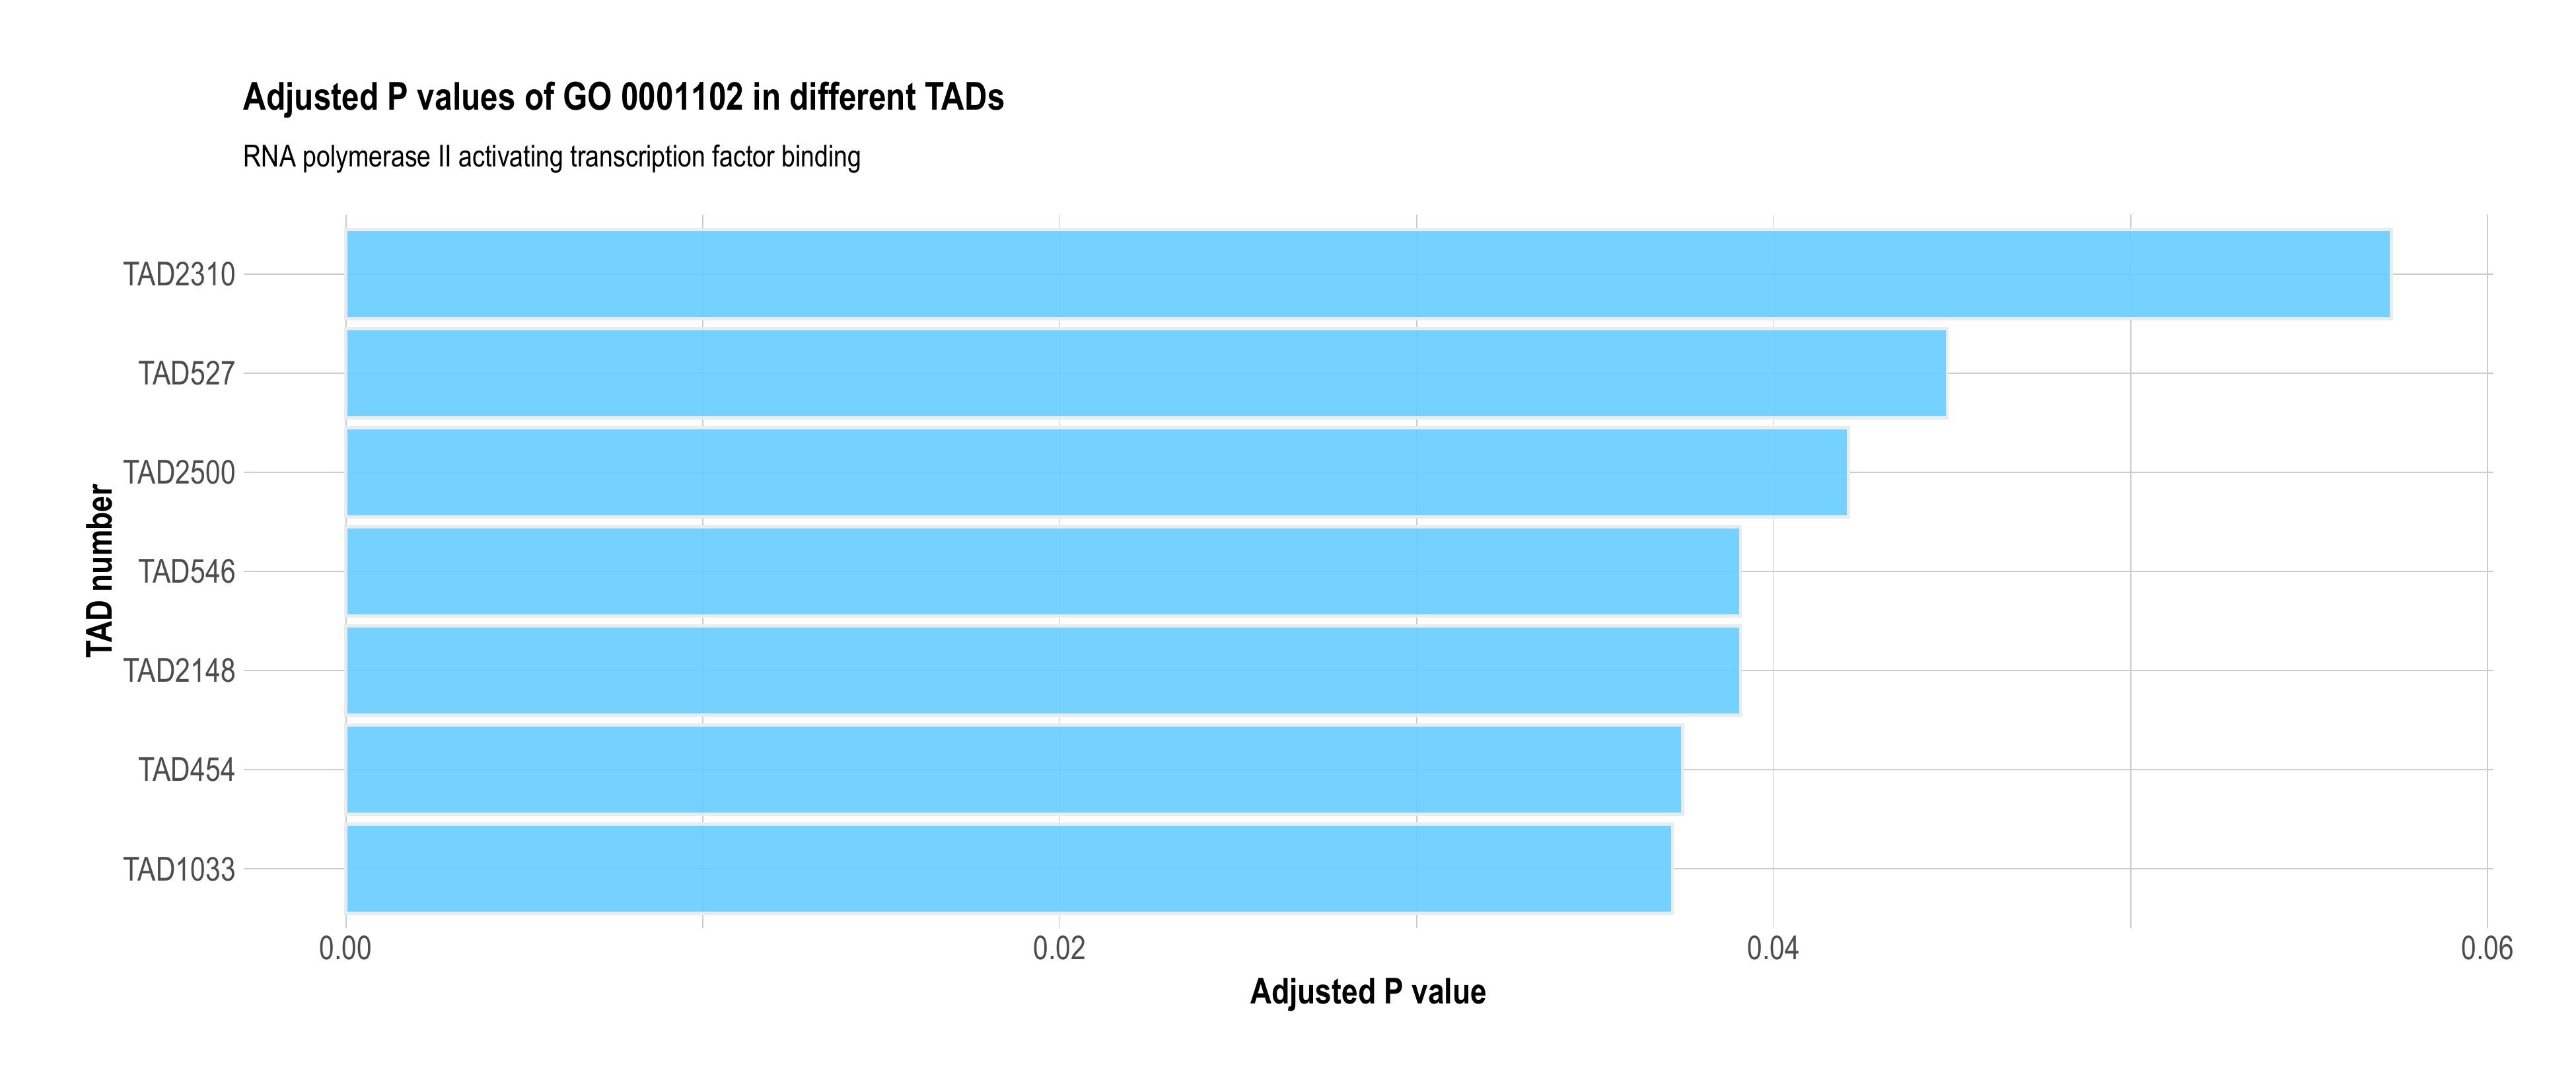 Adjusted P values of GO 0001102 in different TADs
RNA polymerase II activating transcription factor binding
TAD number
TAD2310
TAD527
TAD2500
TAD546
TAD2148
TAD454
TAD1033
0.00 0.02 0.04 0.06
Adjusted P value